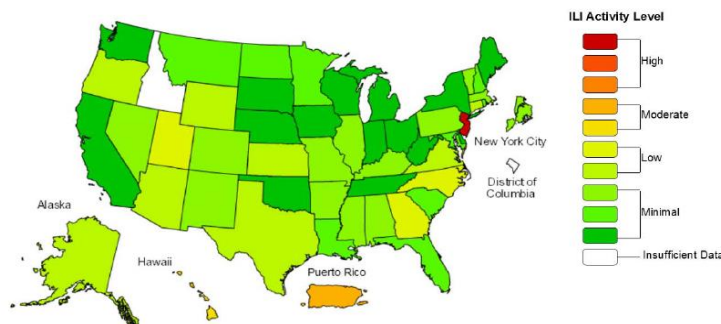 ILI Activity Level
High
Moderate
Low
Minimal
Insufficient Data
New York City
District of
Columbia
Alaska
Hawaii
Puerto Rico